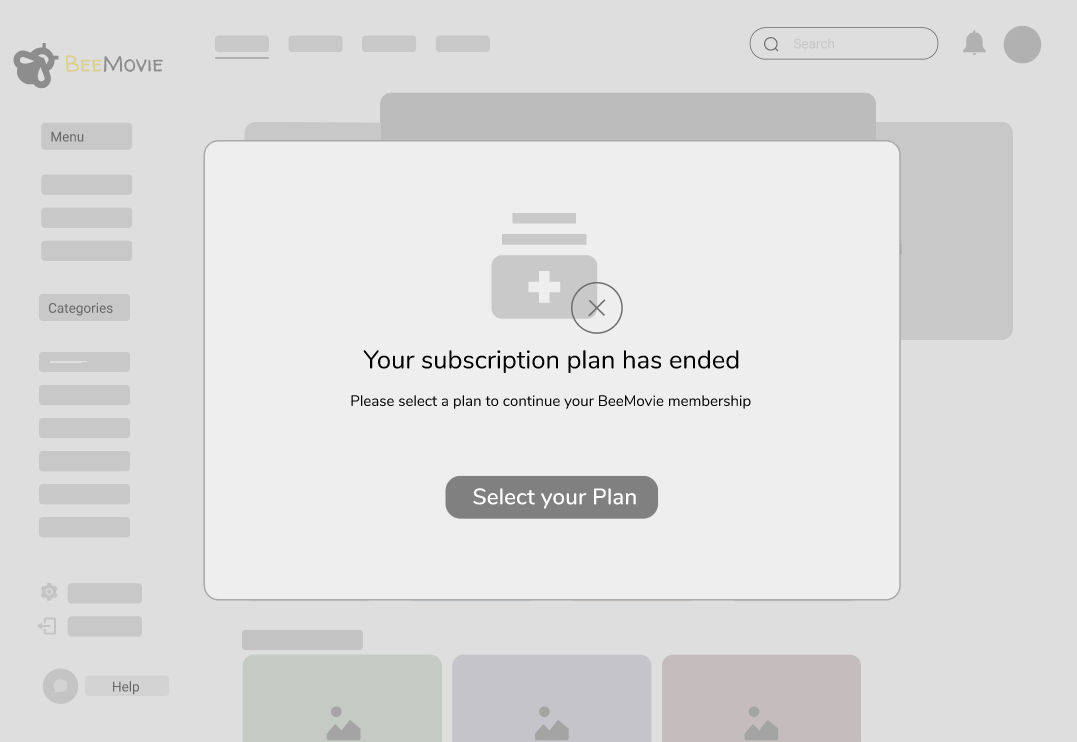 BeeMovie
Search
Menu
Categories
Help
Your subscription plan has ended
Please select a plan to continue your BeeMovie membership
Select your Plan